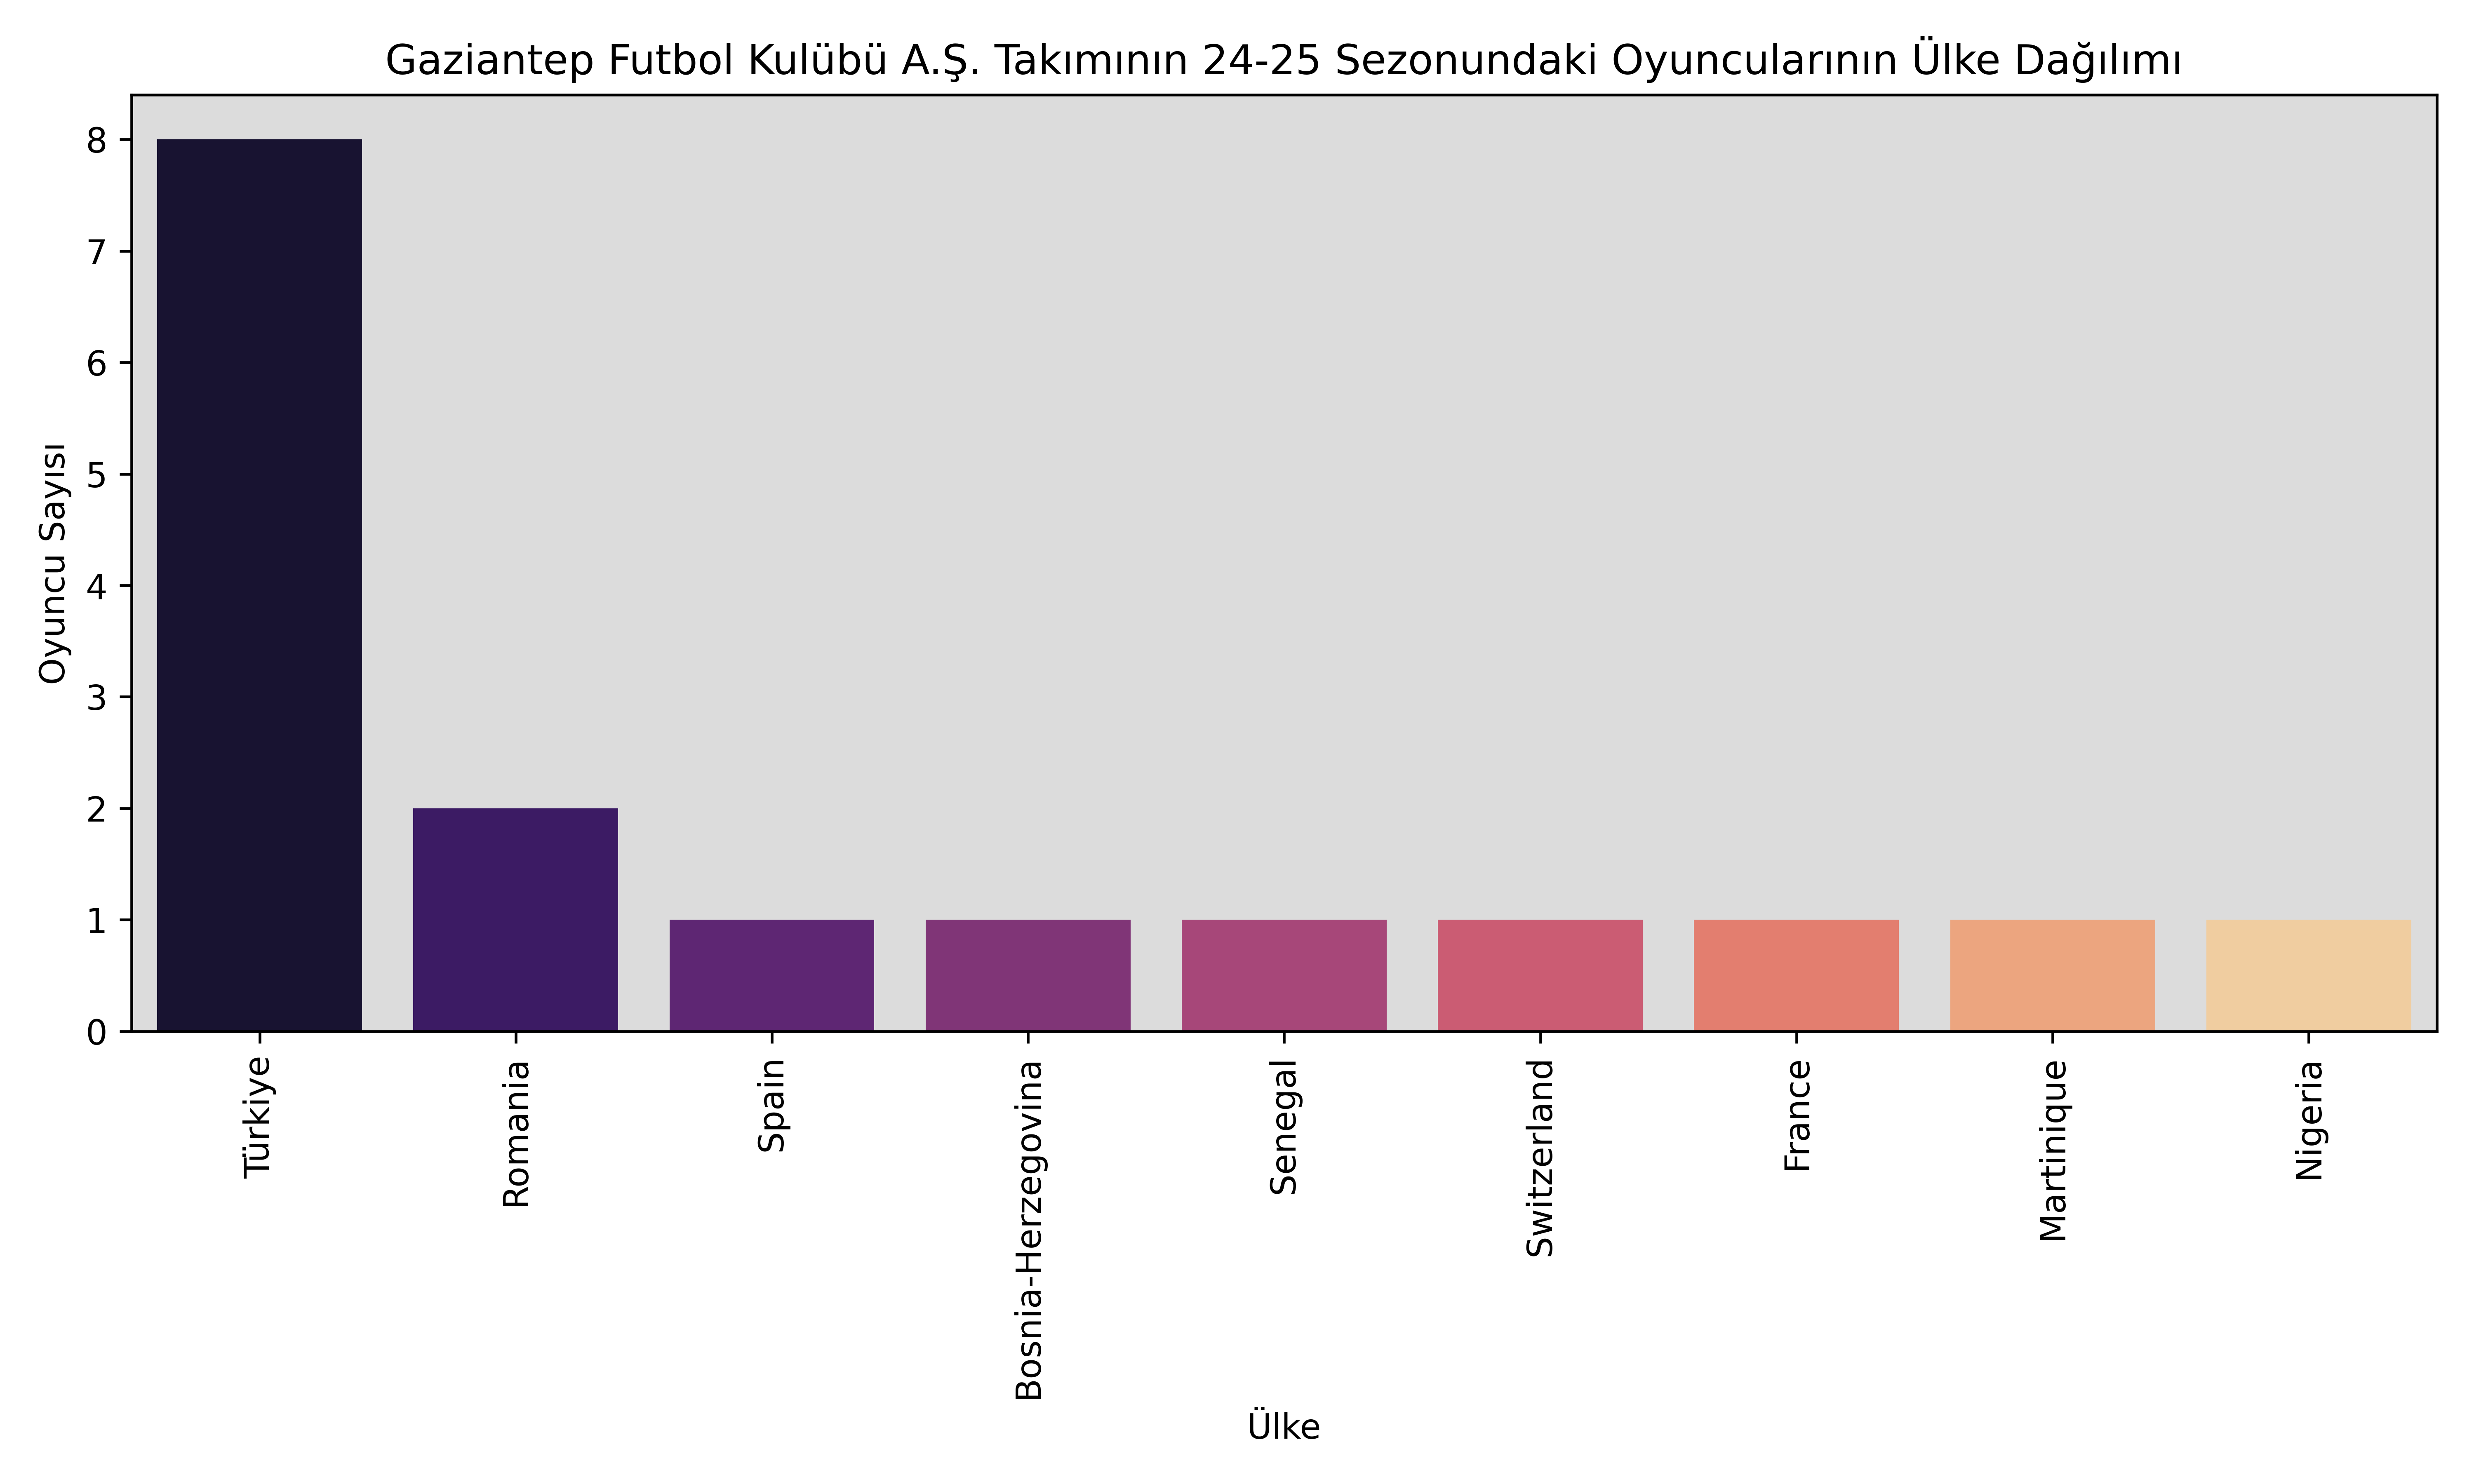 Gaziantep Futbol Kulübü A.Ş. Takımının 24-25 Sezonundaki Oyuncularının Ülke Dağılımı
Oyuncu Sayısı
8
7
6
5
4
3
2
1
0
Türkiye
Romania
Spain
Bosnia-Herzegovina
Senegal
Switzerland
France
Martinique
Nigeria
Ülke